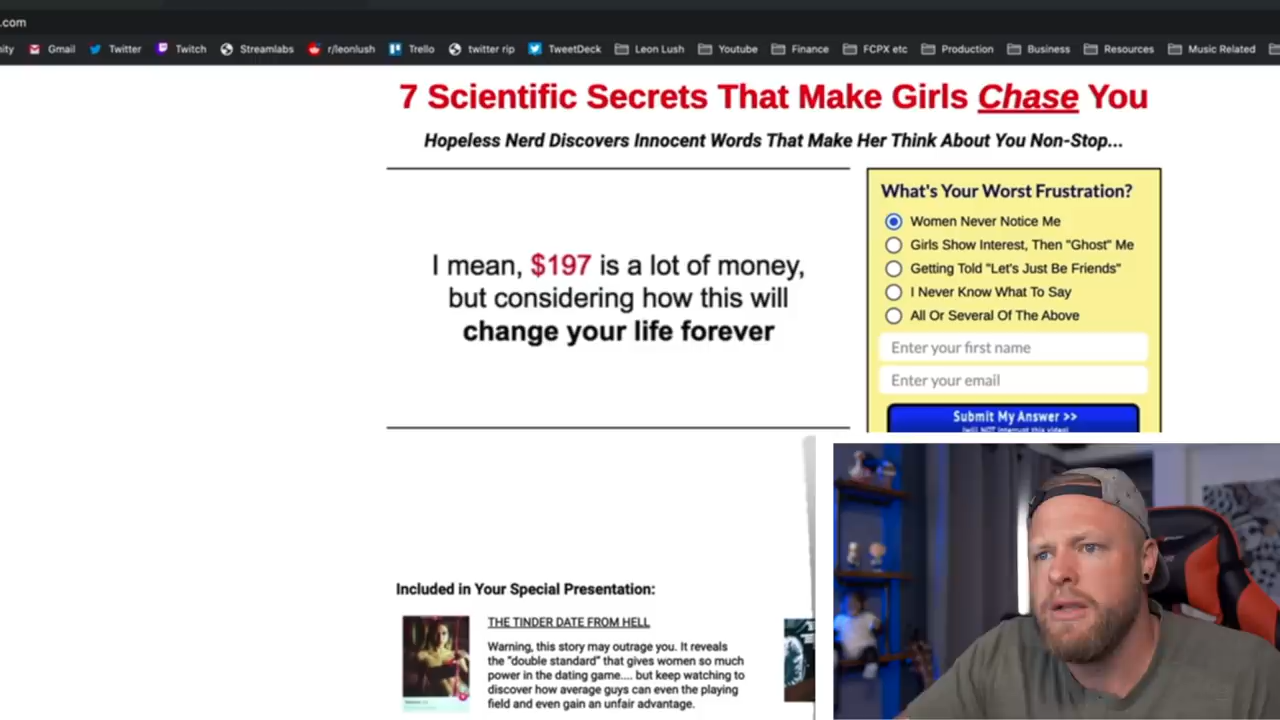 .com
nity Gmail Twitter Twitch Streamlabs r/leonlush Trello twitter rip TweetDeck Leon Lush Youtube Finance FCPX etc Production Business Resources Music Related
7 Scientific Secrets That Make Girls Chase You
Hopeless Nerd Discovers Innocent Words That Make Her Think About You Non-Stop...
I mean, $197 is a lot of money,
but considering how this will
change your life forever
What's Your Worst Frustration?
Women Never Notice Me
Girls Show Interest, Then "Ghost" Me
Getting Told "Let's Just Be Friends"
I Never Know What To Say
All Or Several Of The Above
Enter your first name
Enter your email
Submit My Answer >>
(will NOT interrupt this video)
Included in Your Special Presentation:
THE TINDER DATE FROM HELL
Warning, this story may outrage you. It reveals
the "double standard" that gives women so much
power in the dating game.... but keep watching to
discover how average guys can even the playing
field and even gain an unfair advantage.